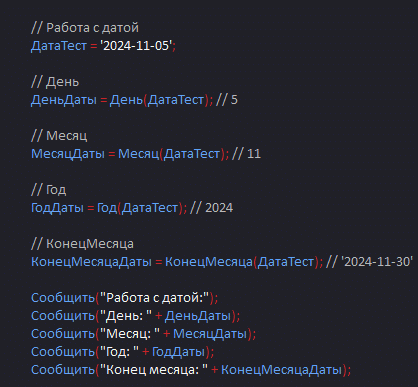 // Работа с датой
ДатаТест = '2024-11-05';
// День
ДеньДаты = День(ДатаТест); // 5
// Месяц
МесяцДаты = Месяц(ДатаТест); // 11
// Год
ГодДаты = Год(ДатаТест); // 2024
// КонецМесяца
КонецМесяцаДаты = КонецМесяца(ДатаТест); // '2024-11-30'
Сообщить("Работа с датой:");
Сообщить("День: " + ДеньДаты);
Сообщить("Месяц: " + МесяцДаты);
Сообщить("Год: " + ГодДаты);
Сообщить("Конец месяца: " + КонецМесяцаДаты);